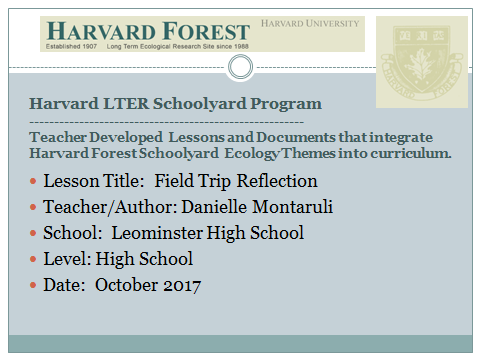 HARVARD FOREST
HARVARD UNIVERSITY
Established 1907 Long Term Ecological Research Site since 1988
Harvard LTER Schoolyard Program
------------------------------------------------------
Teacher Developed Lessons and Documents that integrate
Harvard Forest Schoolyard Ecology Themes into curriculum.
• Lesson Title: Field Trip Reflection
• Teacher/Author: Danielle Montaruli
• School: Leominster High School
• Level: High School
• Date: October 2017